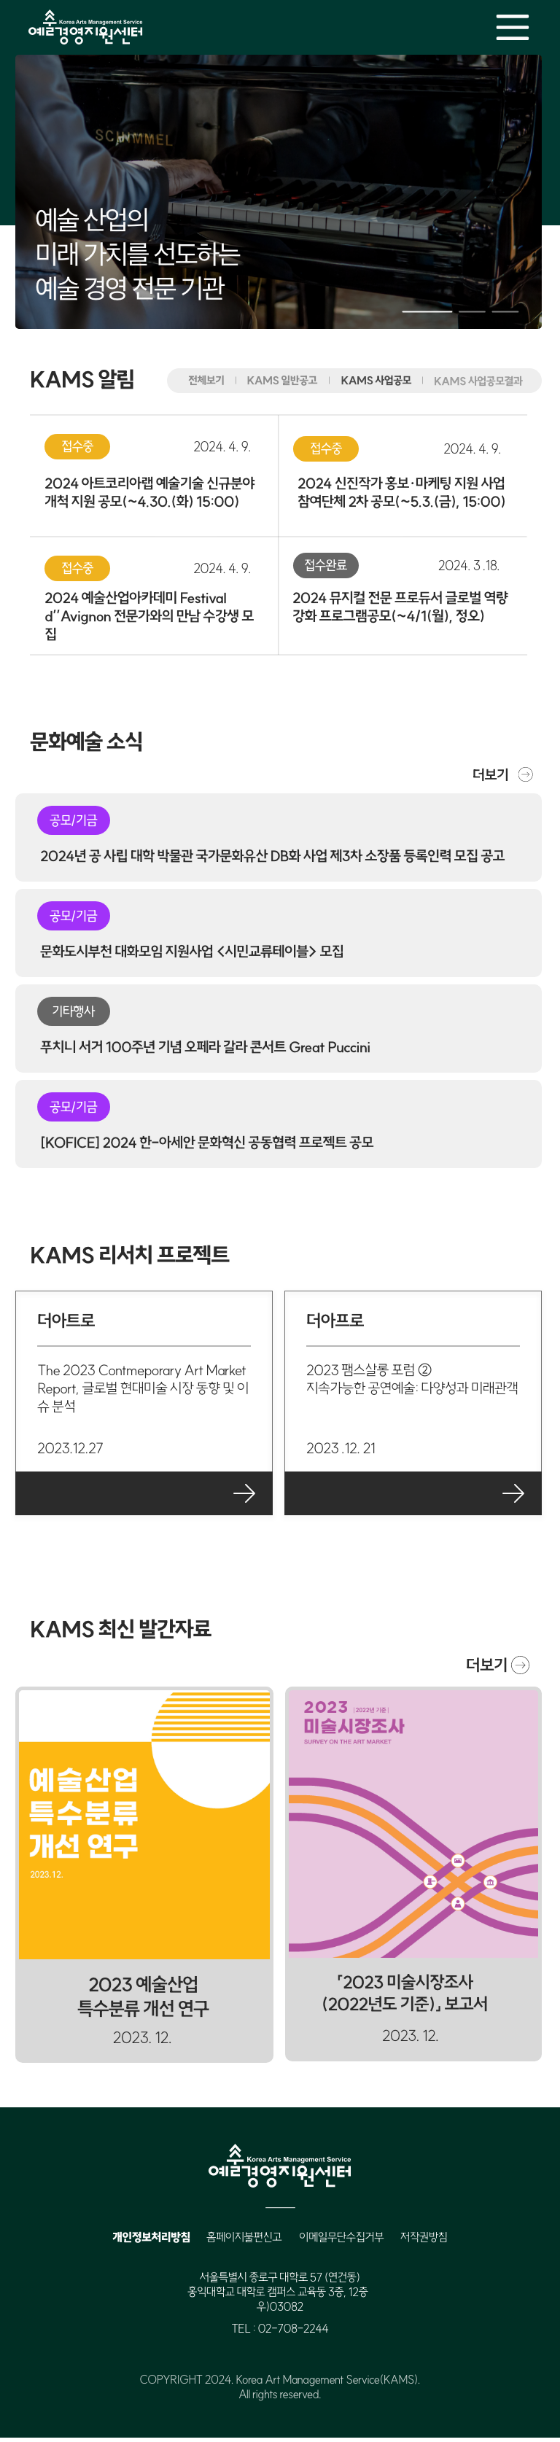 Korea Arts Management Service
예술경영지원센터
SCHIMMEL
예술 산업의
미래 가치를 선도하는
예술 경영 전문 기관
KAMS 알림
전체보기 KAMS 일반공고 KAMS 사업공모 KAMS 사업공모결과
접수중 2024. 4. 9.
2024 아트코리아랩 예술기술 신규분야
개척 지원 공모(~4.30.(화) 15:00)
접수중 2024. 4. 9.
2024 신진작가 홍보·마케팅 지원 사업
참여단체 2차 공모(~5.3.(금), 15:00)
접수중 2024. 4. 9.
2024 예술산업아카데미 Festival
d''Avignon 전문가와의 만남 수강생 모
집
접수완료 2024. 3 .18.
2024 뮤지컬 전문 프로듀서 글로벌 역량
강화 프로그램공모(~4/1(월), 정오)
문화예술 소식
더보기
공모/기금
2024년 공 사립 대학 박물관 국가문화유산 DB화 사업 제3차 소장품 등록인력 모집 공고
공모/기금
문화도시부천 대화모임 지원사업 <시민교류테이블> 모집
기타행사
푸치니 서거 100주년 기념 오페라 갈라 콘서트 Great Puccini
공모/기금
[KOFICE] 2024 한-아세안 문화혁신 공동협력 프로젝트 공모
KAMS 리서치 프로젝트
더아트로
The 2023 Contmeporary Art Market
Report, 글로벌 현대미술 시장 동향 및 이
슈 분석
2023.12.27
더아프로
2023 팸스살롱 포럼 ②
지속가능한 공연예술: 다양성과 미래관객
2023 .12. 21
KAMS 최신 발간자료
더보기
예술산업
특수분류
개선 연구
2023.12.
2023 예술산업
특수분류 개선 연구
2023. 12.
2023 [2022년 기준]
미술시장조사
SURVEY ON THE ART MARKET
『2023 미술시장조사
(2022년도 기준)』 보고서
2023. 12.
Korea Arts Management Service
예술경영지원센터
개인정보처리방침 홈페이지불편신고 이메일무단수집거부 저작권방침
서울특별시 종로구 대학로 57 (연건동)
홍익대학교 대학로 캠퍼스 교육동 3층, 12층
우)03082
TEL : 02-708-2244
COPYRIGHT 2024. Korea Art Management Service(KAMS).
All rights reserved.